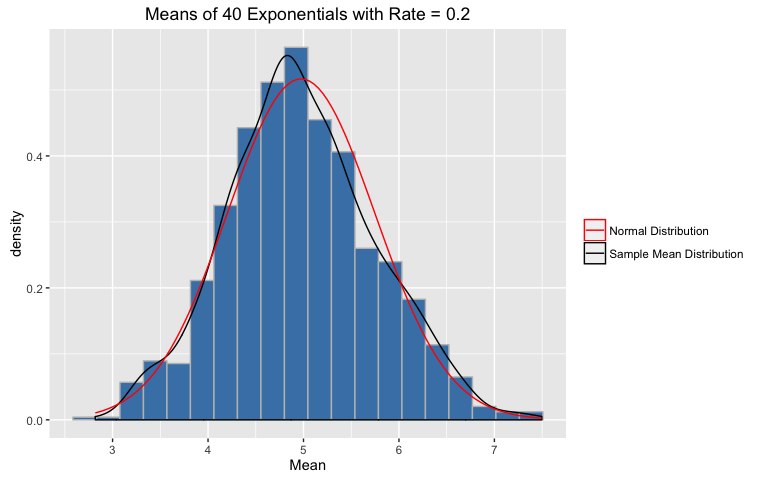 Means of 40 Exponentials with Rate = 0.2
density
0.4
0.2
0.0
3 4 5 6 7
Mean
Normal Distribution
Sample Mean Distribution